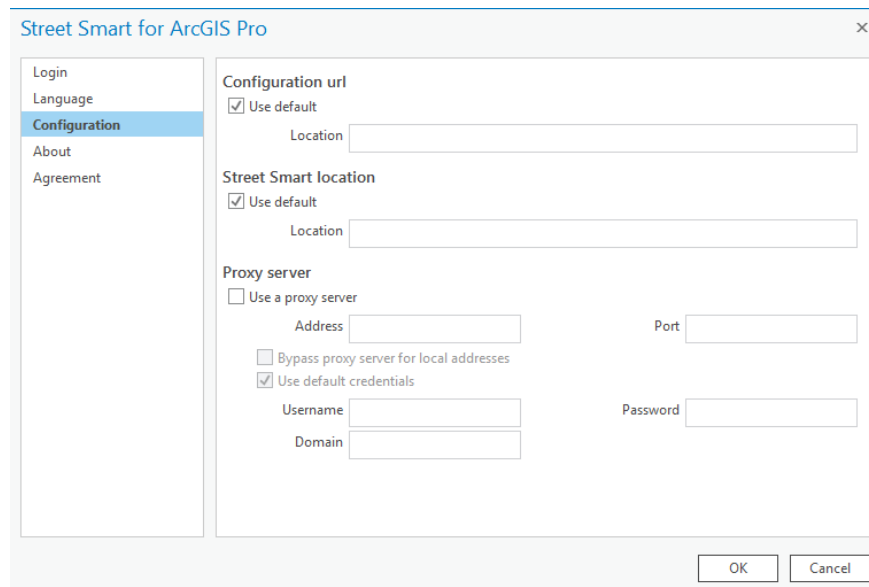 Street Smart for ArcGIS Pro
Login
Language
Configuration
About
Agreement
Configuration url
Use default
Location
Street Smart location
Use default
Location
Proxy server
Use a proxy server
Address
Port
Bypass proxy server for local addresses
Use default credentials
Username
Password
Domain
OK
Cancel